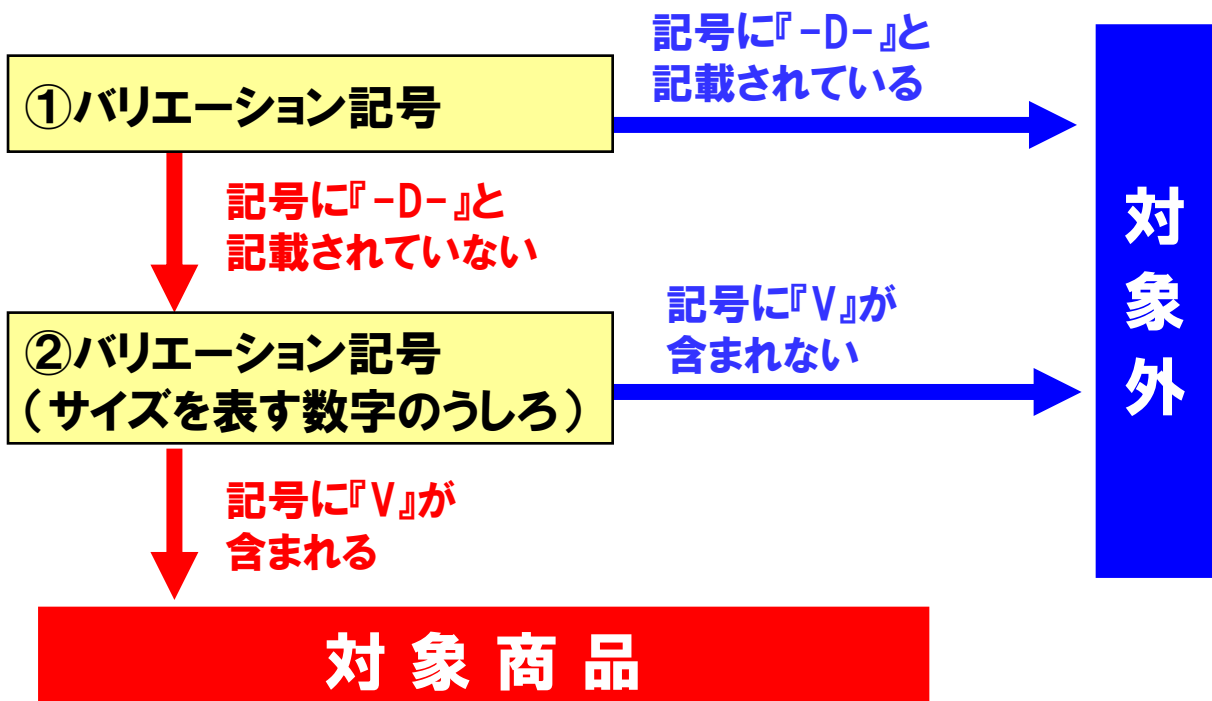 記号に『-D-』と
記載されている
①バリエーション記号
記号に『-D-』と
記載されていない
対象外
記号に『V』が
含まれない
②バリエーション記号
(サイズを表す数字のうしろ)
記号に『V』が
含まれる
対象商品